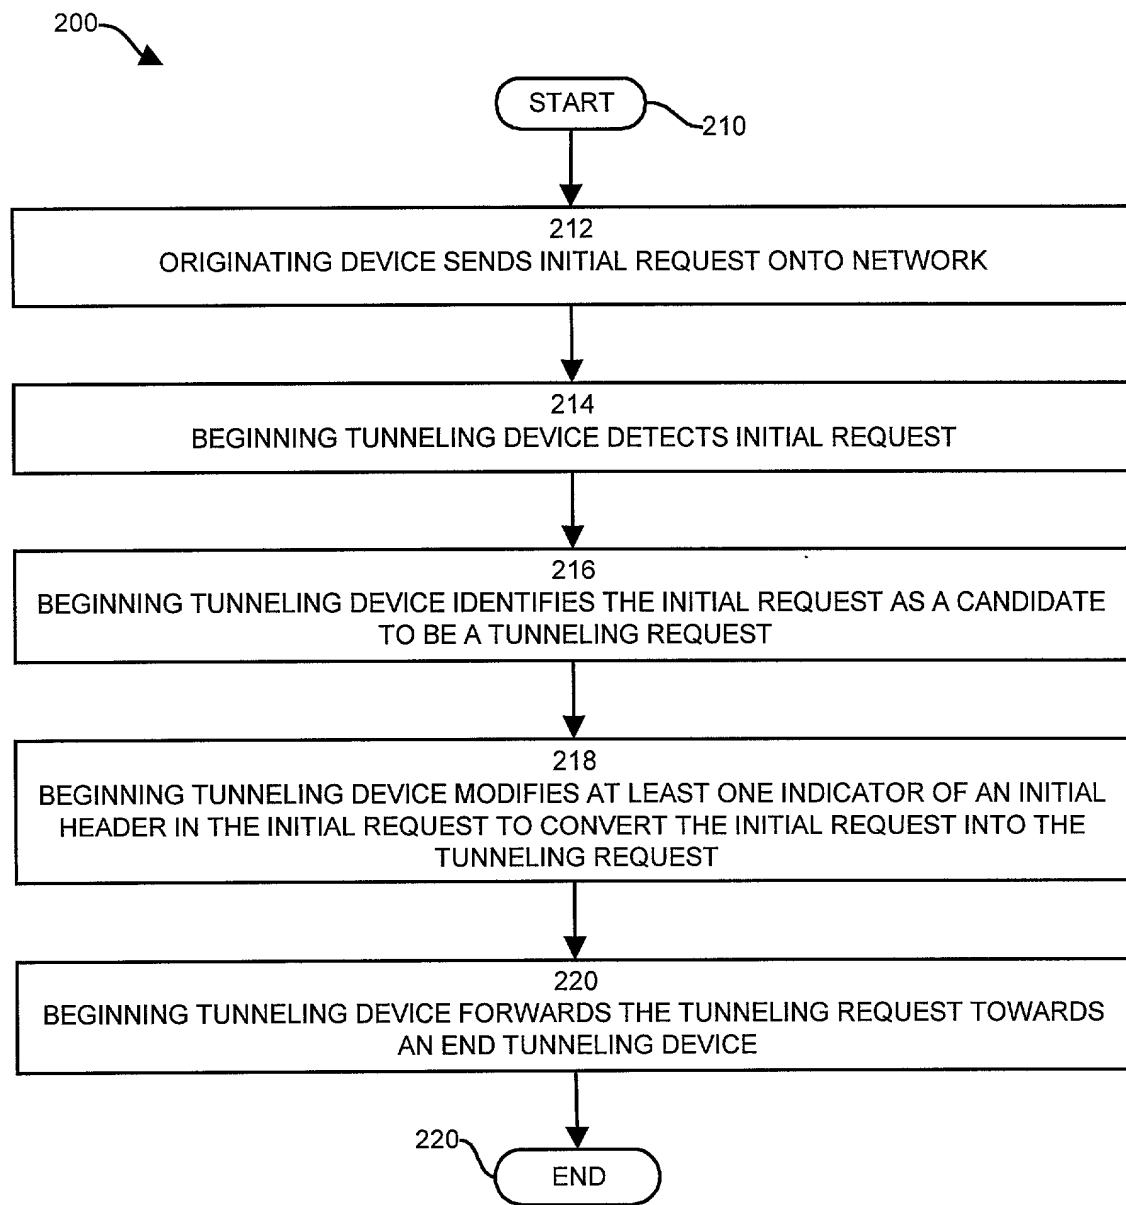 200
START
210
212
ORIGINATING DEVICE SENDS INITIAL REQUEST ONTO NETWORK
214
BEGINNING TUNNELING DEVICE DETECTS INITIAL REQUEST
216
BEGINNING TUNNELING DEVICE IDENTIFIES THE INITIAL REQUEST AS A CANDIDATE
TO BE A TUNNELING REQUEST
218
BEGINNING TUNNELING DEVICE MODIFIES AT LEAST ONE INDICATOR OF AN INITIAL
HEADER IN THE INITIAL REQUEST TO CONVERT THE INITIAL REQUEST INTO THE
TUNNELING REQUEST
220
BEGINNING TUNNELING DEVICE FORWARDS THE TUNNELING REQUEST TOWARDS
AN END TUNNELING DEVICE
220
END